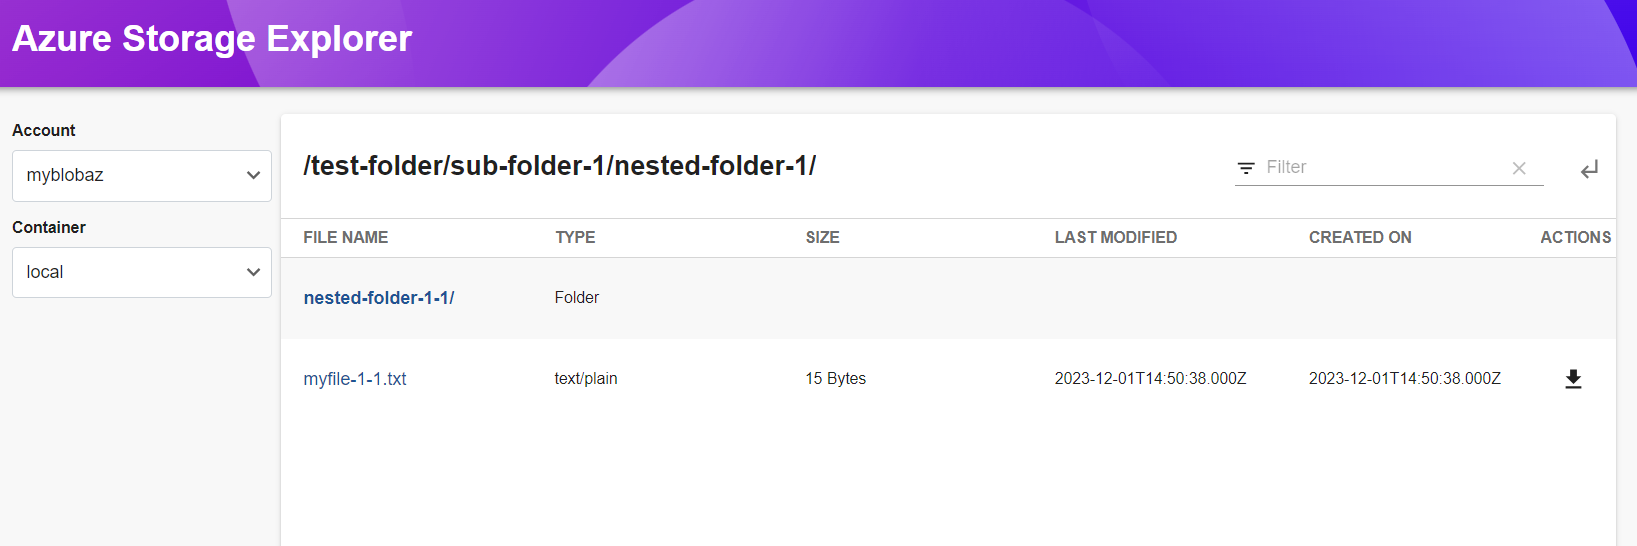 Azure Storage Explorer
Account
myblobaz
Container
local
/test-folder/sub-folder-1/nested-folder-1/
Filter
FILE NAME TYPE SIZE LAST MODIFIED CREATED ON ACTIONS
nested-folder-1-1/ Folder
myfile-1-1.txt text/plain 15 Bytes 2023-12-01T14:50:38.000Z 2023-12-01T14:50:38.000Z